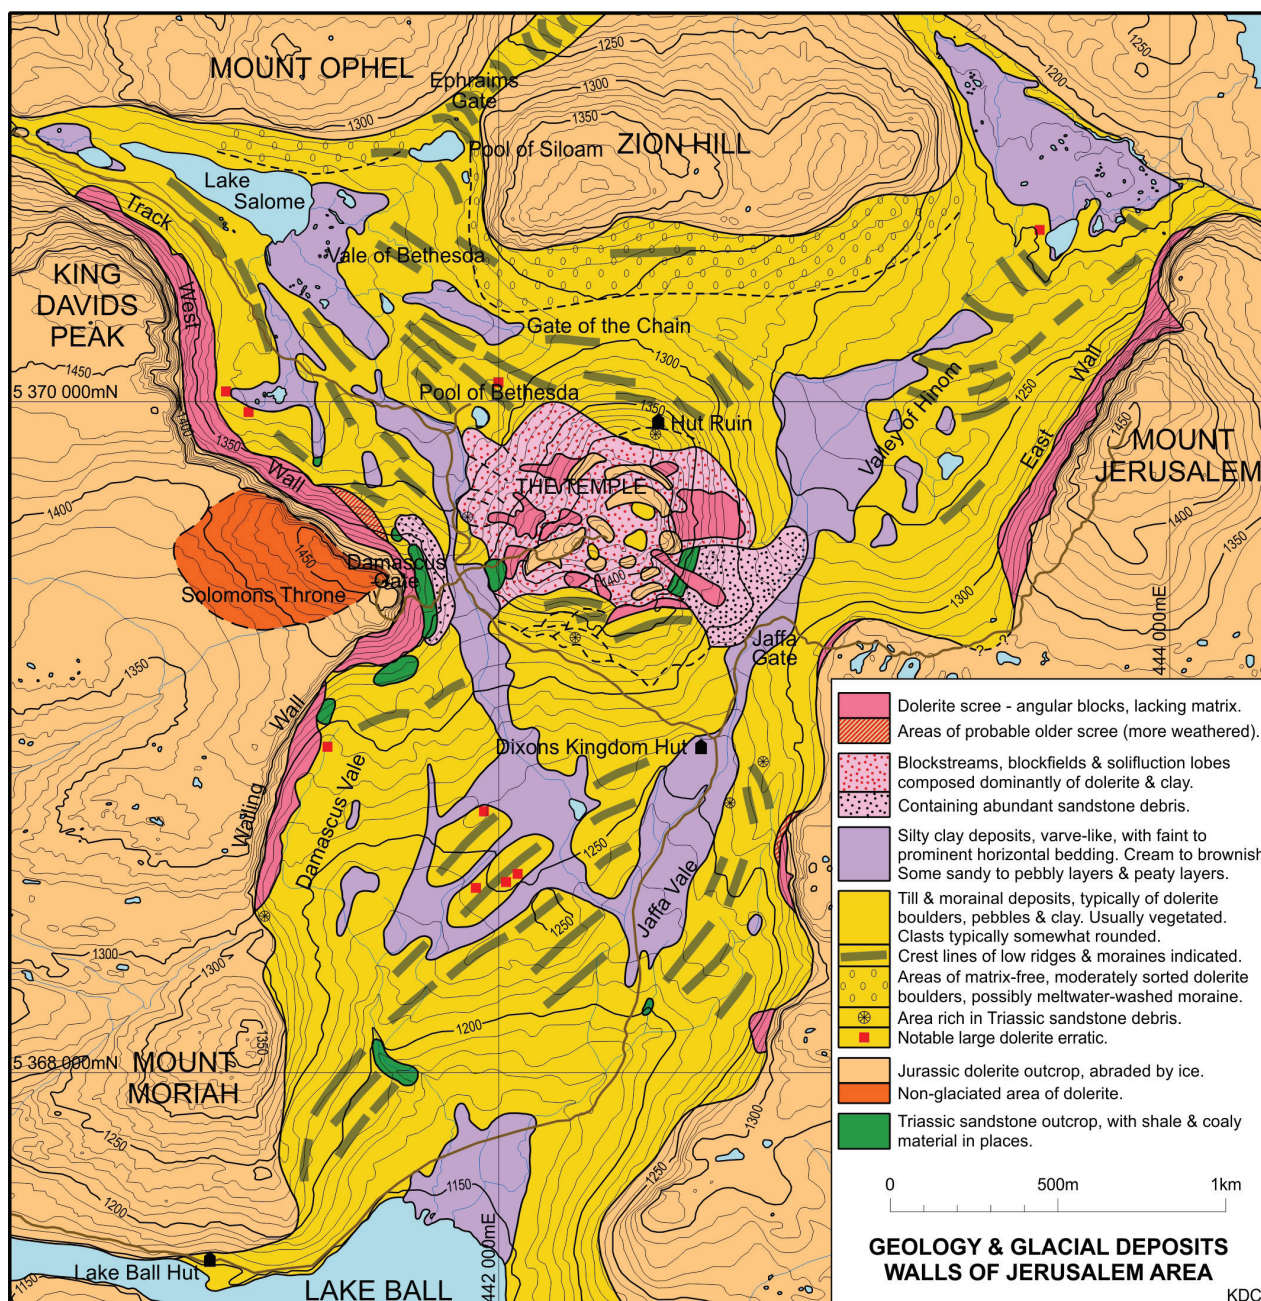 MOUNT OPHEL
Ephraims
Gate
1250
1300
1350
1300
1200
1250
1300
Pool of Siloam
ZION HILL
Lake
Salome
Track
Vale of Bethesda
KING
DAVIDS
PEAK
West
Gate of the Chain
1300
1450
5 370 000mN
Pool of Bethesda
1350
Hut Ruin
Valley of Hinom
1250
East
Wall
1450
MOUNT
JERUSALEM
1400
1350
Wall
THE TEMPLE
1400
1400
1350
1450
Damascus
Gate
Solomons Throne
1400
1300
444 000mE
Jaffa
Gate
? ?
1350
Wall
Dixons Kingdom Hut
Wailing
Damascus Vale
1250
Jaffa Vale
1250
1300
1300
1200
1350
5 368 000mN
MOUNT
MORIAH
1250
1300
1250
1200
1150
442 000mE
Lake Ball Hut
1150
LAKE BALL
Dolerite scree - angular blocks, lacking matrix.
Areas of probable older scree (more weathered).
Blockstreams, blockfields & solifluction lobes
composed dominantly of dolerite & clay.
Containing abundant sandstone debris.
Silty clay deposits, varve-like, with faint to
prominent horizontal bedding. Cream to brownish
Some sandy to pebbly layers & peaty layers.
Till & morainal deposits, typically of dolerite
boulders, pebbles & clay. Usually vegetated.
Clasts typically somewhat rounded.
Crest lines of low ridges & moraines indicated.
Areas of matrix-free, moderately sorted dolerite
boulders, possibly meltwater-washed moraine.
Area rich in Triassic sandstone debris.
Notable large dolerite erratic.
Jurassic dolerite outcrop, abraded by ice.
Non-glaciated area of dolerite.
Triassic sandstone outcrop, with shale & coaly
material in places.
0 500m 1km
GEOLOGY & GLACIAL DEPOSITS
WALLS OF JERUSALEM AREA
KDC